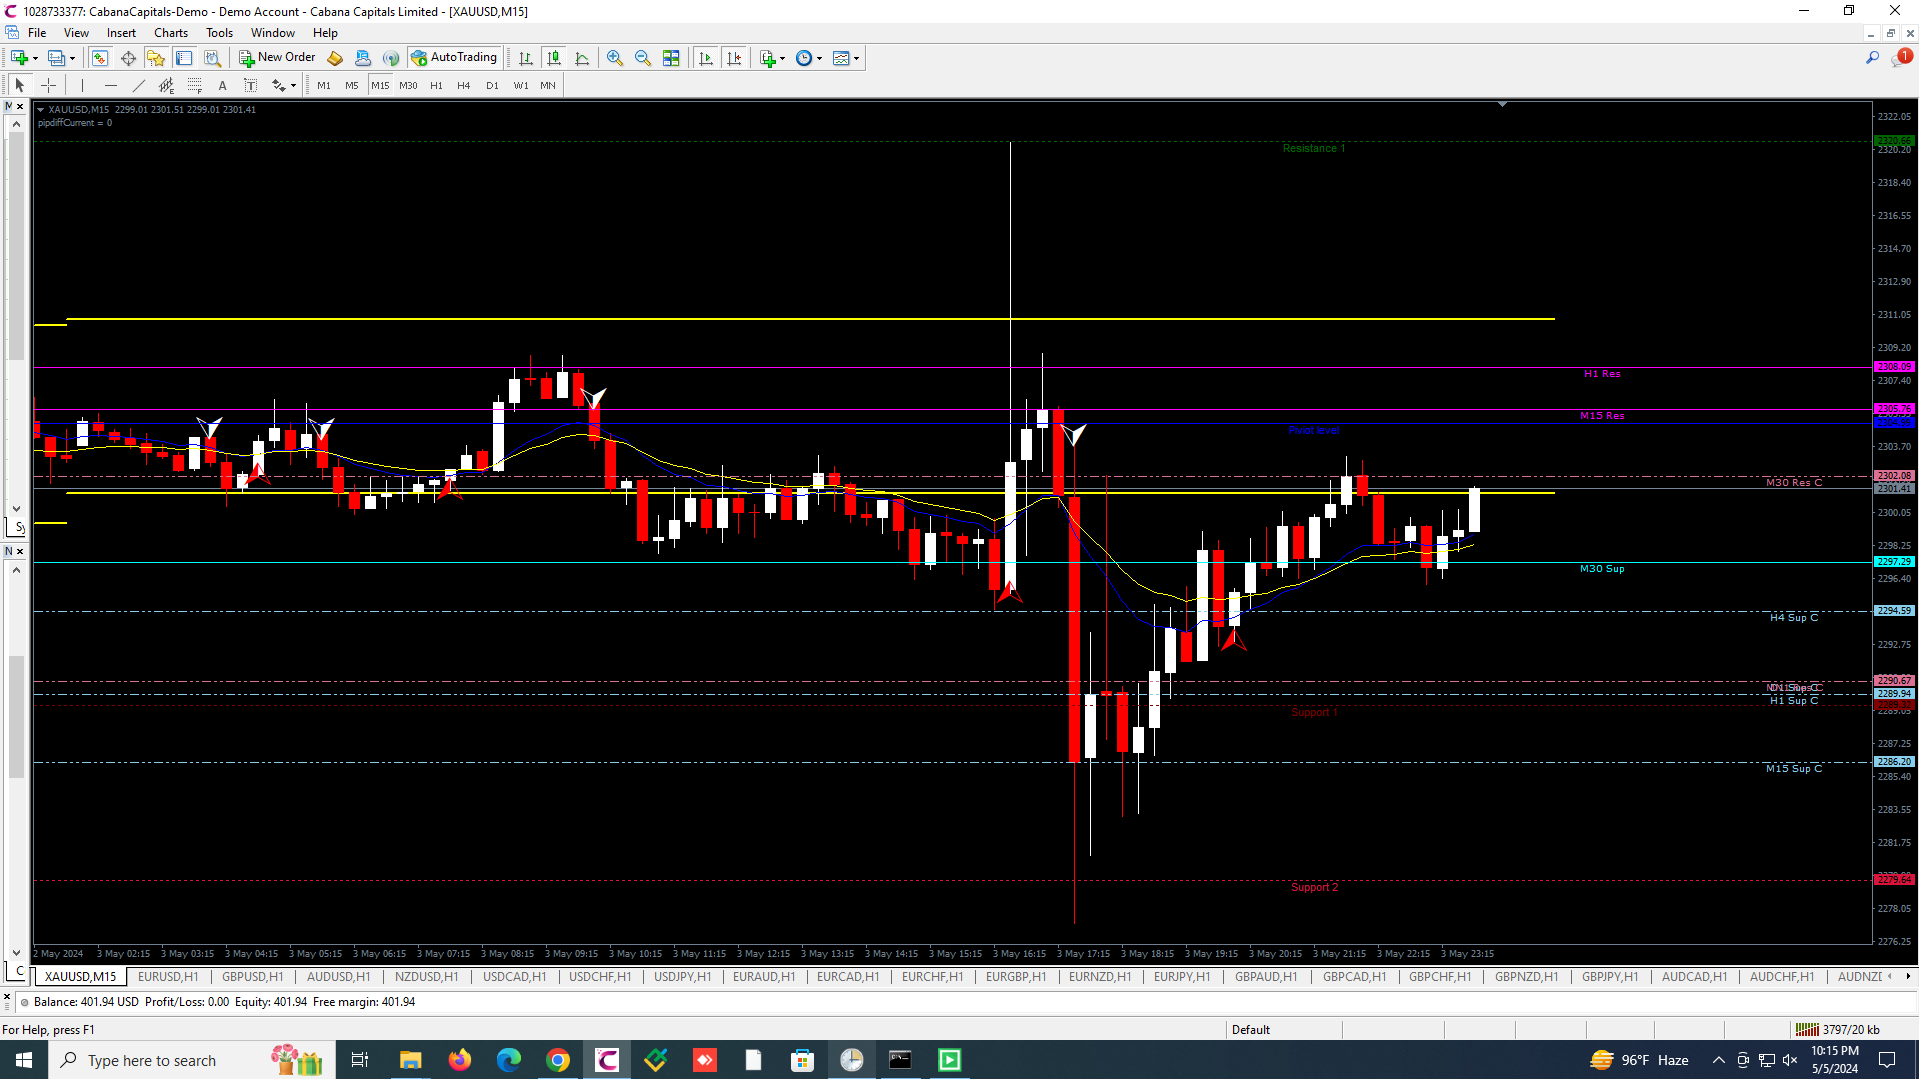 1028733377: CabanaCapitals-Demo - Demo Account - Cabana Capitals Limited - [XAUUSD,M15]
File View Insert Charts Tools Window Help
New Order AutoTrading 1
A T M1 M5 M15 M30 H1 H4 D1 W1 MN
M
XAUUSD,M15 2299.01 2301.51 2299.01 2301.41
pipdiffCurrent = 0
2322.05
2320.66
Resistance 1
2320.20
2318.40
2316.55
2314.70
2312.90
2311.05
2309.20
2308.09
H1 Res
2307.40
2305.76
M15 Res
Pivot level
2303.70
2302.08
M30 Res C
2301.41
2300.05
Sy
2298.25
N
2297.29
M30 Sup
2296.40
2294.59
H4 Sup C
2292.75
2290.67
2289.94
H1 Sup C
2289.05
Support 1
2287.25
2286.20
M15 Sup C
2285.40
2283.55
2281.75
2279.64
Support 2
2278.05
2276.25
2 May 2024 3 May 02:15 3 May 03:15 3 May 04:15 3 May 05:15 3 May 06:15 3 May 07:15 3 May 08:15 3 May 09:15 3 May 10:15 3 May 11:15 3 May 12:15 3 May 13:15 3 May 14:15 3 May 15:15 3 May 16:15 3 May 17:15 3 May 18:15 3 May 19:15 3 May 20:15 3 May 21:15 3 May 22:15 3 May 23:15
C XAUUSD,M15 EURUSD,H1 GBPUSD,H1 AUDUSD,H1 NZDUSD,H1 USDCAD,H1 USDCHF,H1 USDJPY,H1 EURAUD,H1 EURCAD,H1 EURCHF,H1 EURGBP,H1 EURNZD,H1 EURJPY,H1 GBPAUD,H1 GBPCAD,H1 GBPCHF,H1 GBPNZD,H1 GBPJPY,H1 AUDCAD,H1 AUDCHF,H1 AUDNZD
Balance: 401.94 USD Profit/Loss: 0.00 Equity: 401.94 Free margin: 401.94
For Help, press F1 Default 3797/20 kb
Type here to search 96°F Haze 10:15 PM
5/5/2024